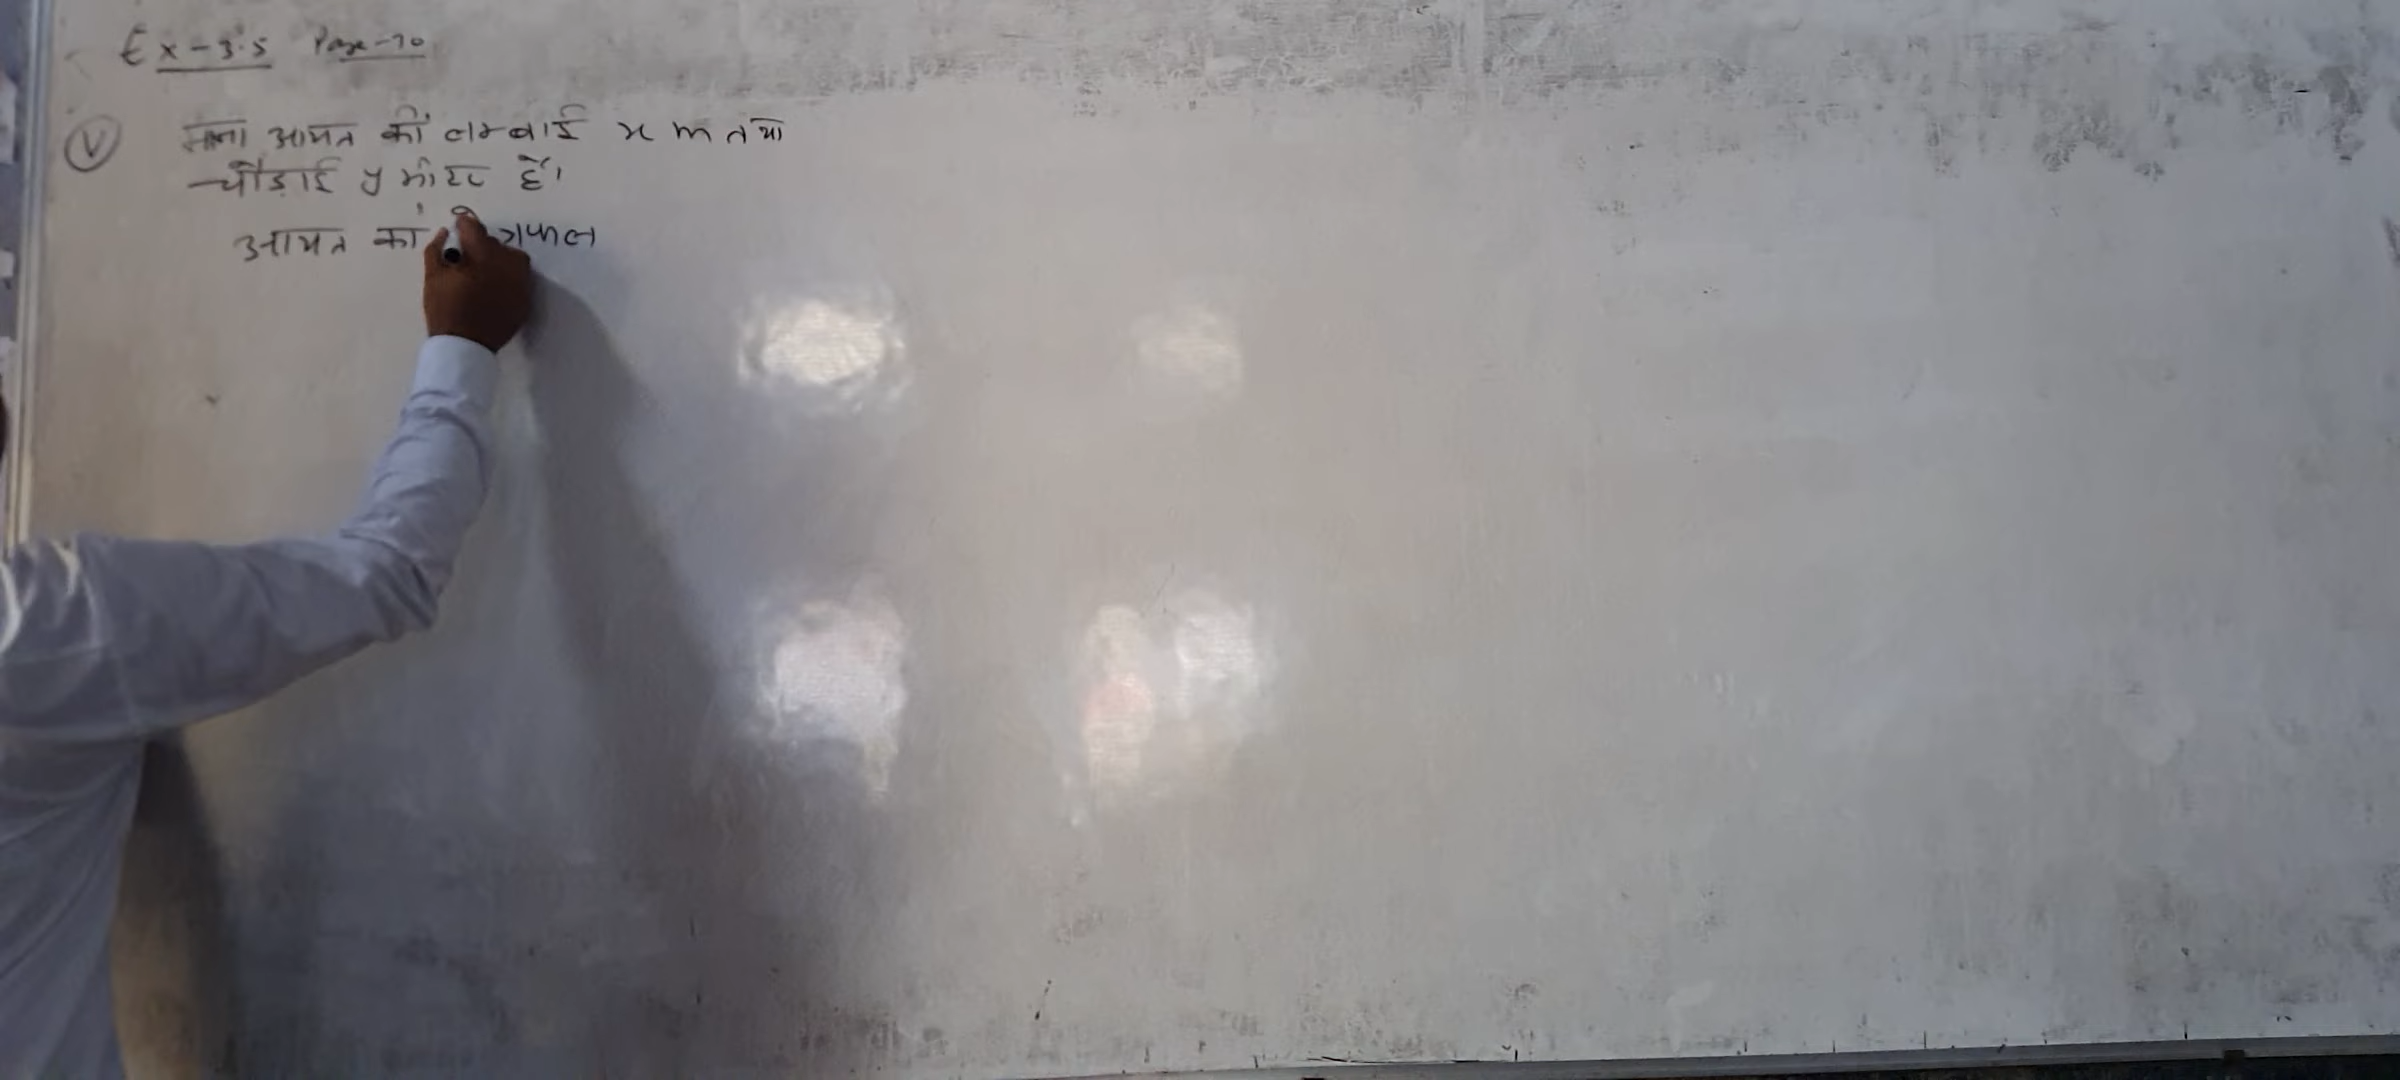 Ex-3.5 Page-70
(V) माना आयत की लम्बाई x m तथा
चौड़ाई y मीटर है।
आयत का